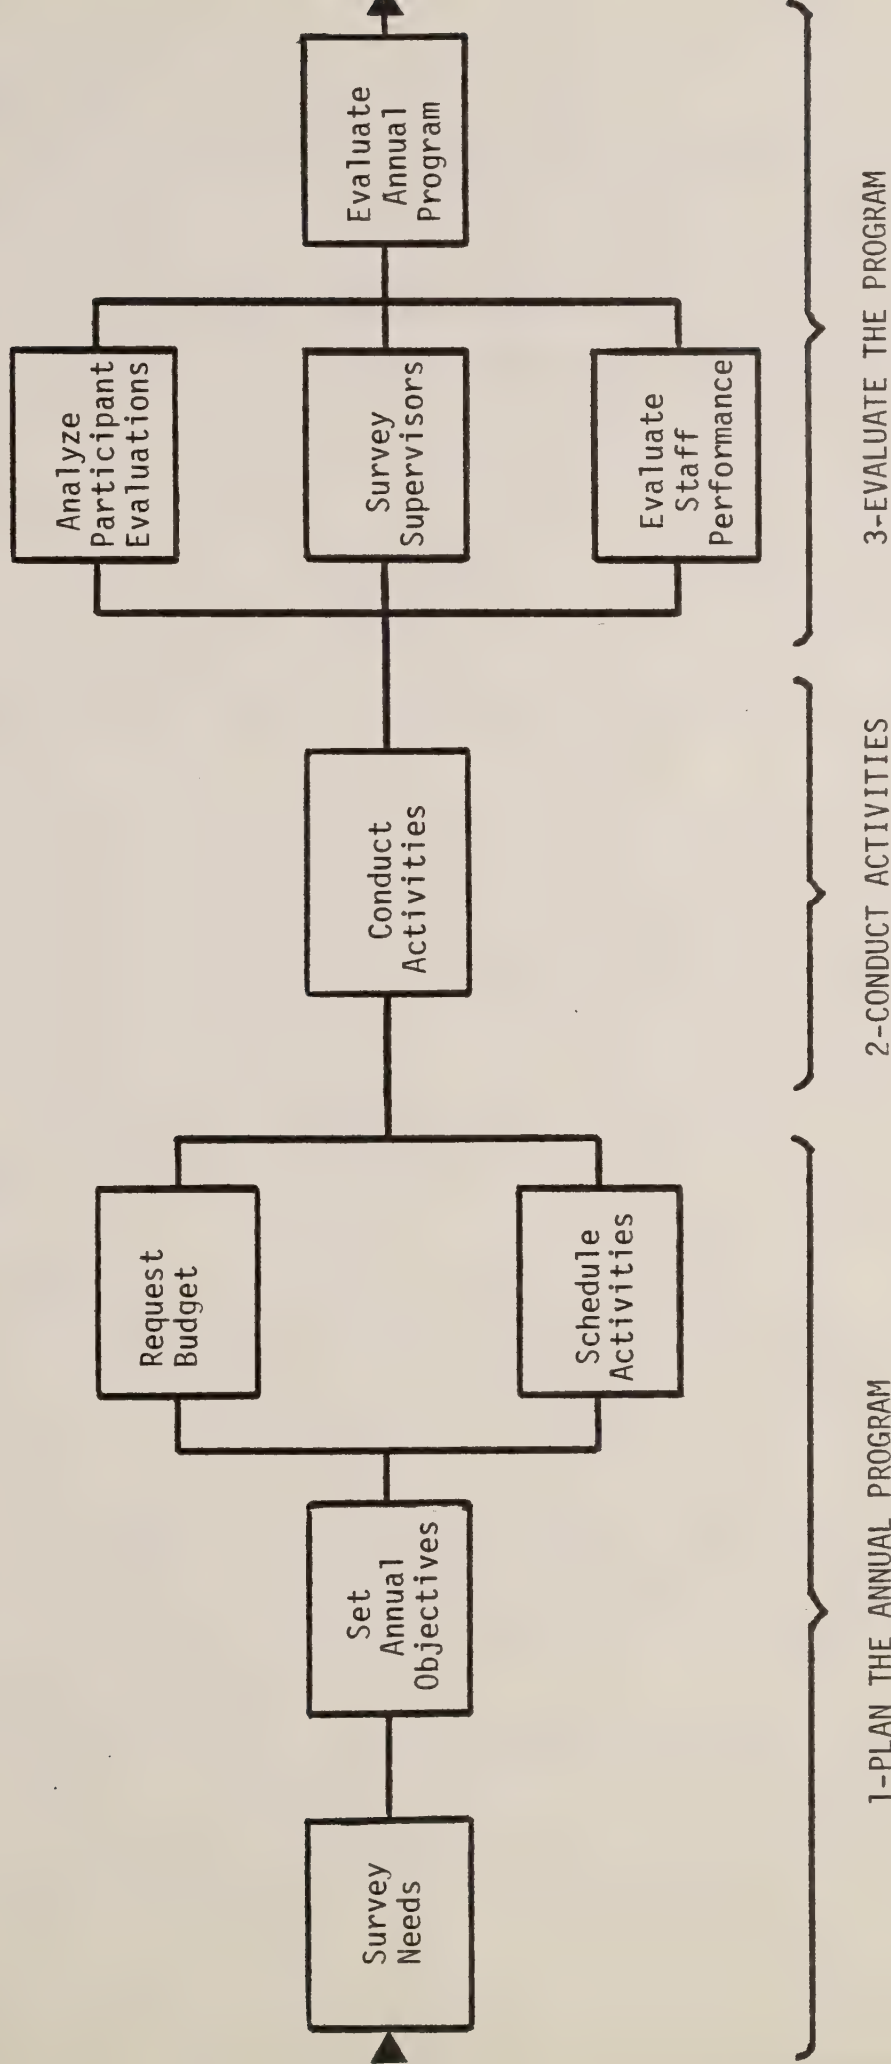 Survey
Needs
Set
Annual
Objectives
Request
Budget
Schedule
Activities
Conduct
Activities
Analyze
Participant
Evaluations
Survey
Supervisors
Evaluate
Staff
Performance
Evaluate
Annual
Program
1-PLAN THE ANNUAL PROGRAM
2-CONDUCT ACTIVITIES
3-EVALUATE THE PROGRAM